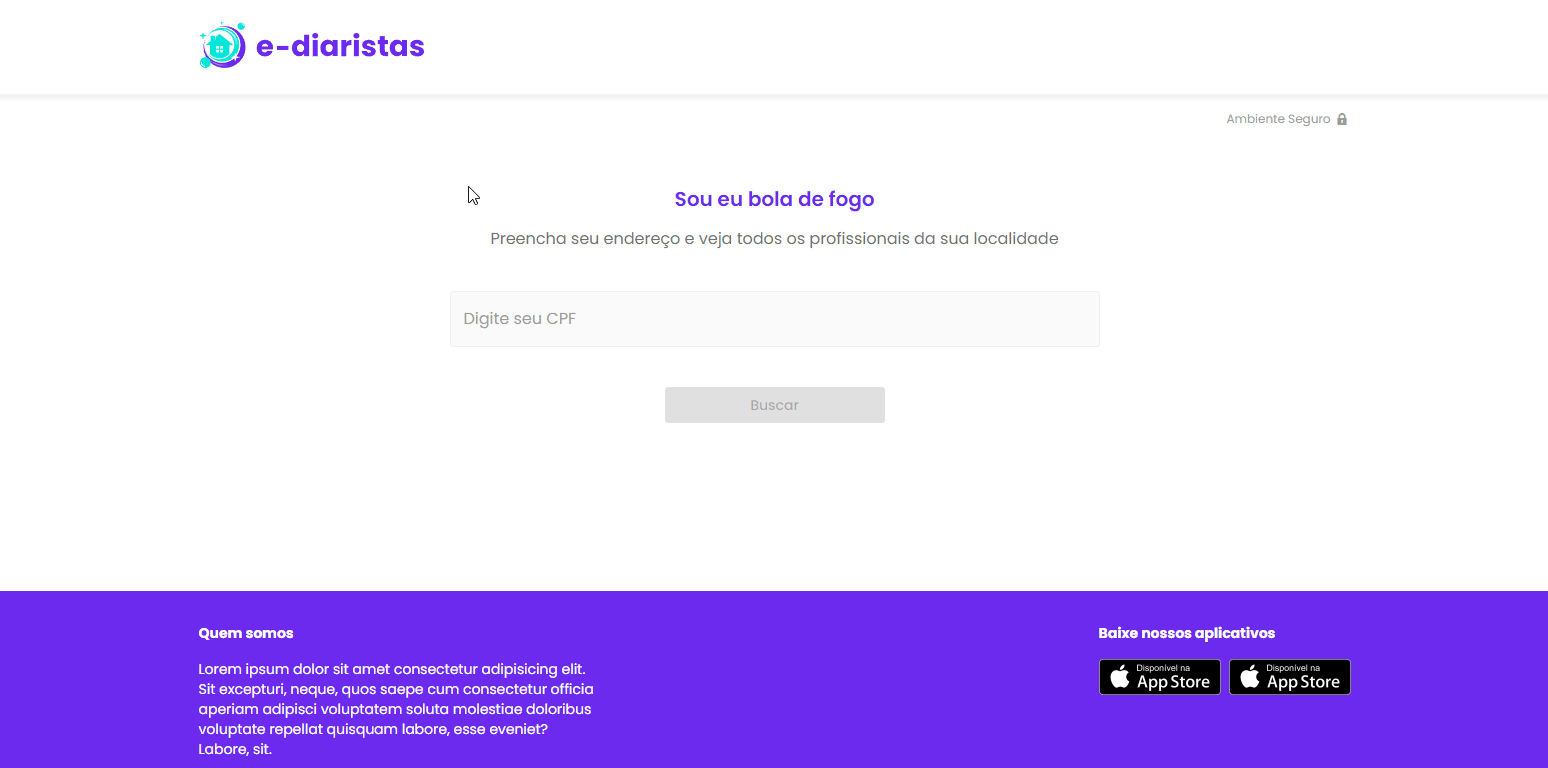 e-diaristas
Ambiente Seguro
Sou eu bola de fogo
Preencha seu endereço e veja todos os profissionais da sua localidade
Digite seu CPF
Buscar
Quem somos
Lorem ipsum dolor sit amet consectetur adipisicing elit.
Sit excepturi, neque, quos saepe cum consectetur officia
aperiam adipisci voluptatem soluta molestiae doloribus
voluptate repellat quisquam labore, esse eveniet?
Labore, sit.
Baixe nossos aplicativos
Disponível na
App Store
Disponível na
App Store